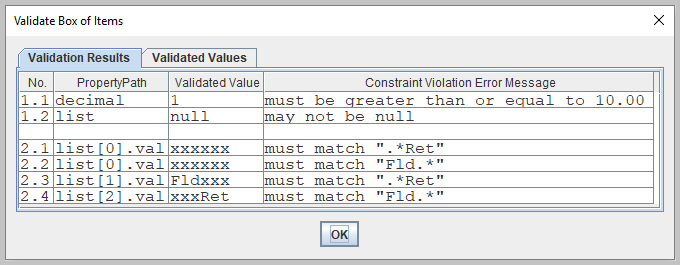 Validate Box of Items
Validation Results Validated Values
No. PropertyPath Validated Value Constraint Violation Error Message
1.1 decimal 1 must be greater than or equal to 10.00
1.2 list null may not be null
2.1 list[0].val xxxxxx must match ".*Ret"
2.2 list[0].val xxxxxx must match "Fld.*"
2.3 list[1].val Fldxxx must match ".*Ret"
2.4 list[2].val xxxRet must match "Fld.*"
OK